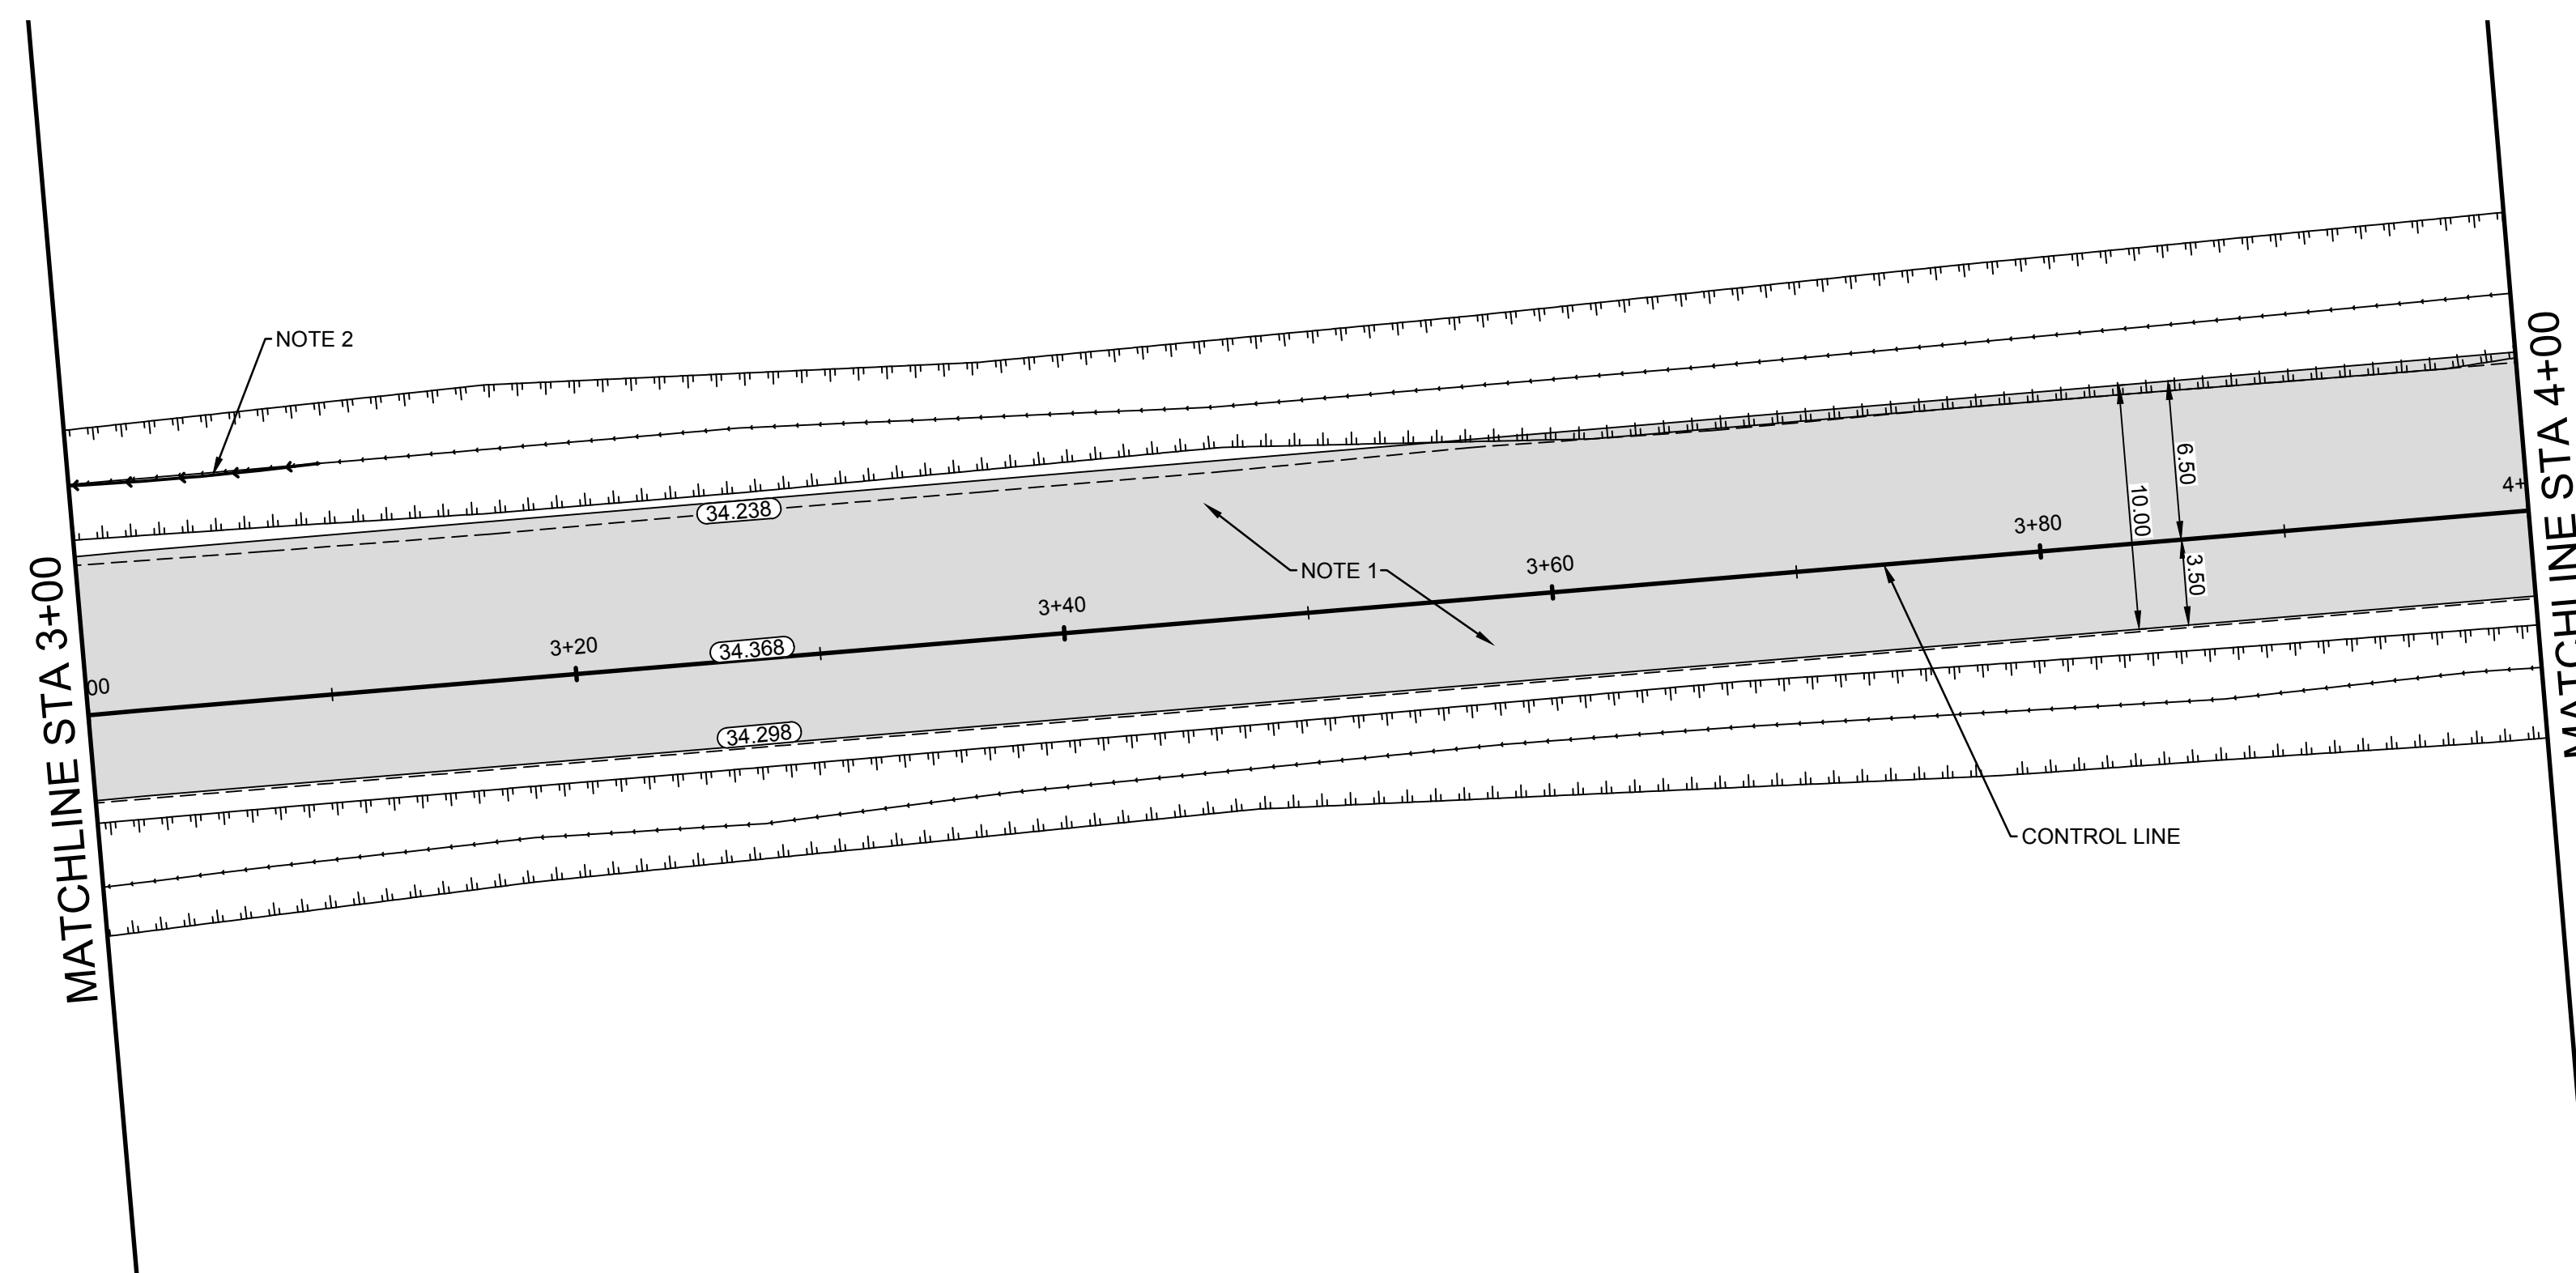 NOTE 2
MATCHLINE STA 3+00
00
3+20
3+40
3+60
3+80
4+
34.238
34.368
34.298
NOTE 1
10.00
6.50
3.50
CONTROL LINE
MATCHLINE STA 4+00